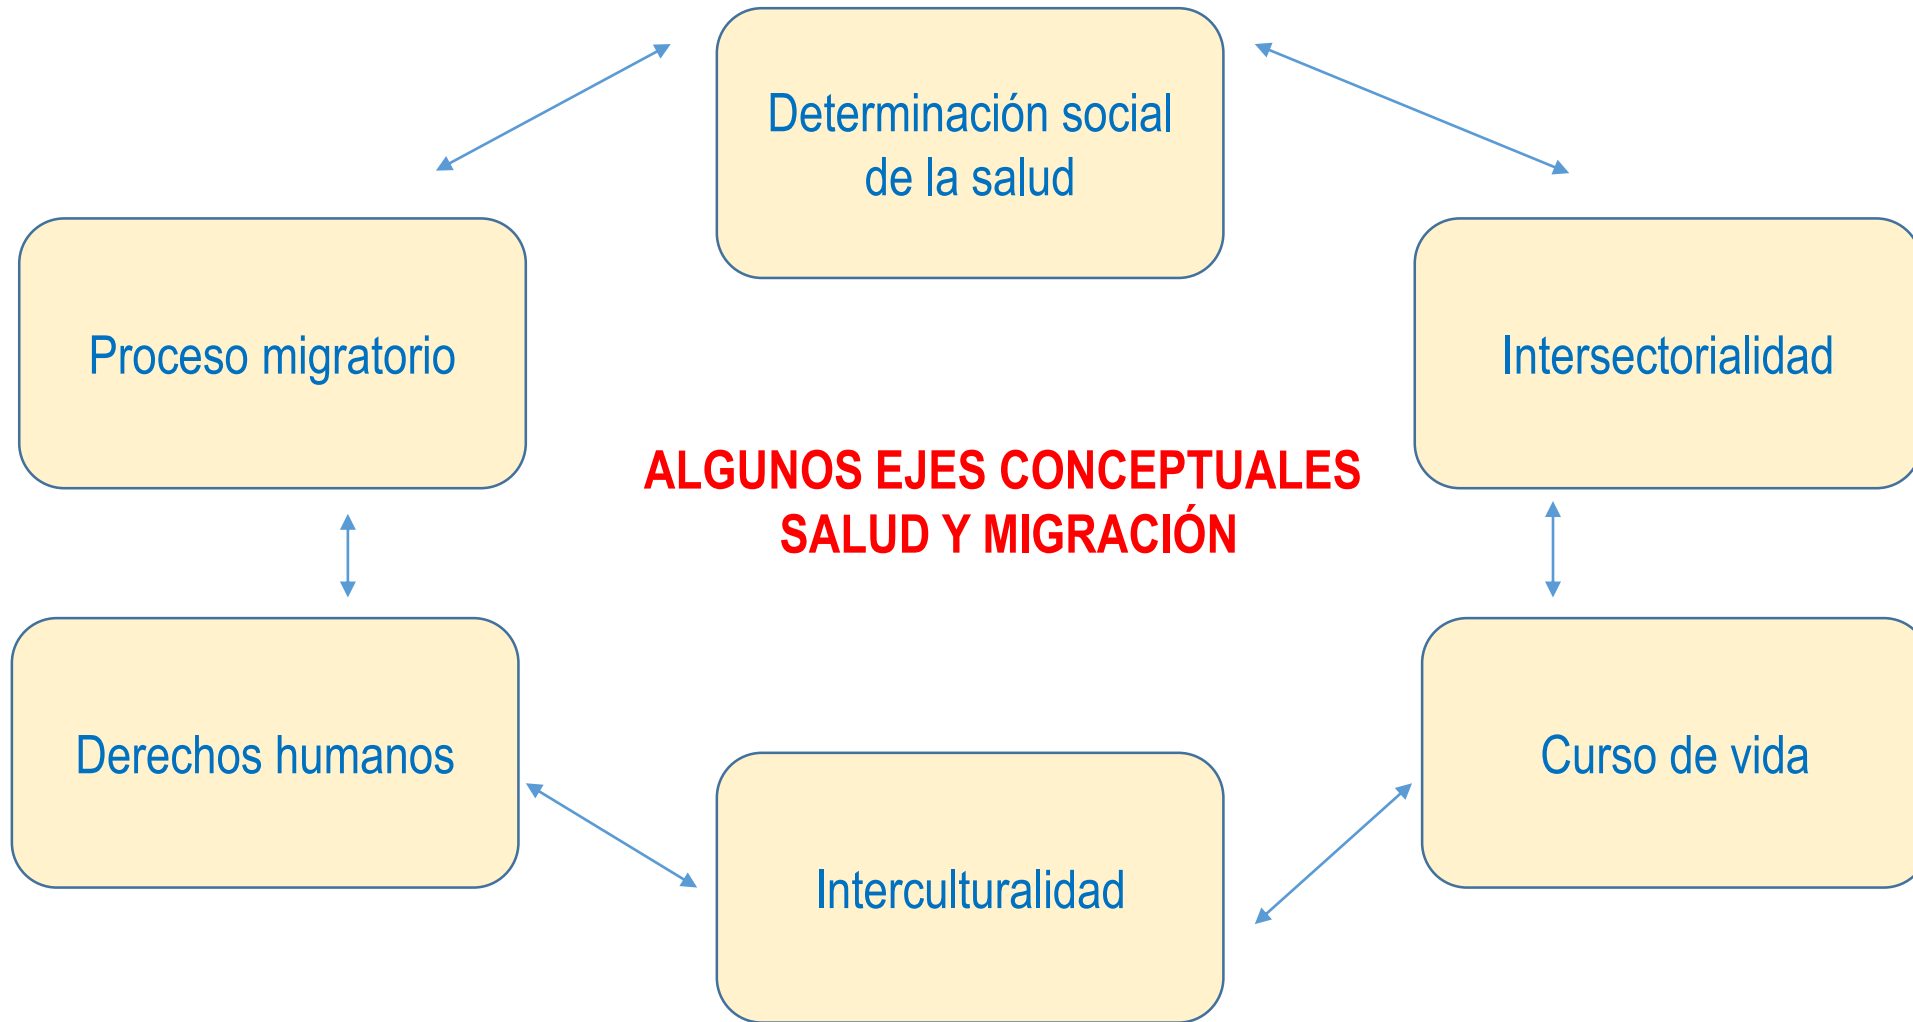 Determinación social
de la salud
Proceso migratorio
Intersectorialidad
ALGUNOS EJES CONCEPTUALES
SALUD Y MIGRACIÓN
Derechos humanos
Curso de vida
Interculturalidad